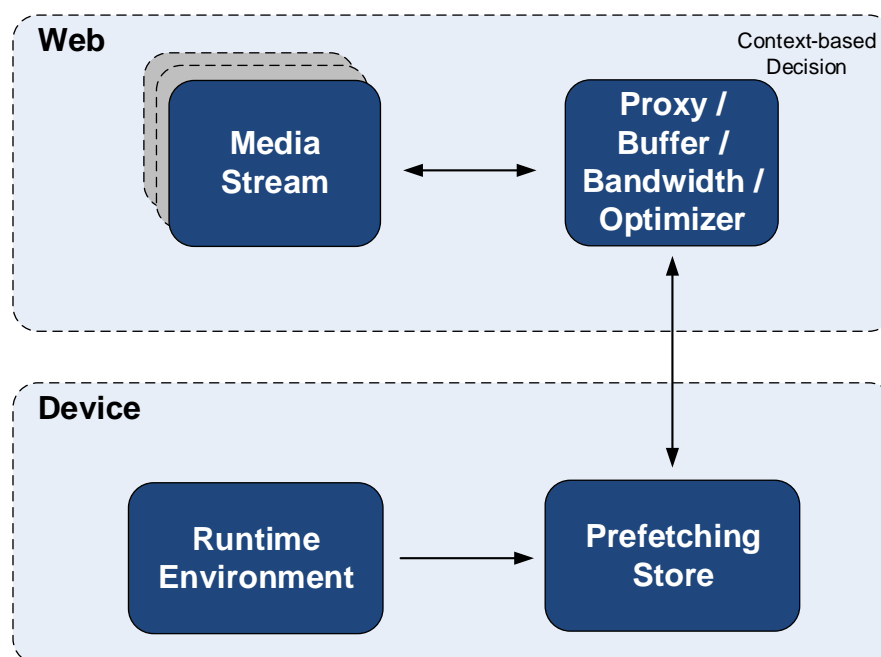 Web
Context-based
Decision
Media
Stream
Proxy /
Buffer /
Bandwidth /
Optimizer
Device
Runtime
Environment
Prefetching
Store